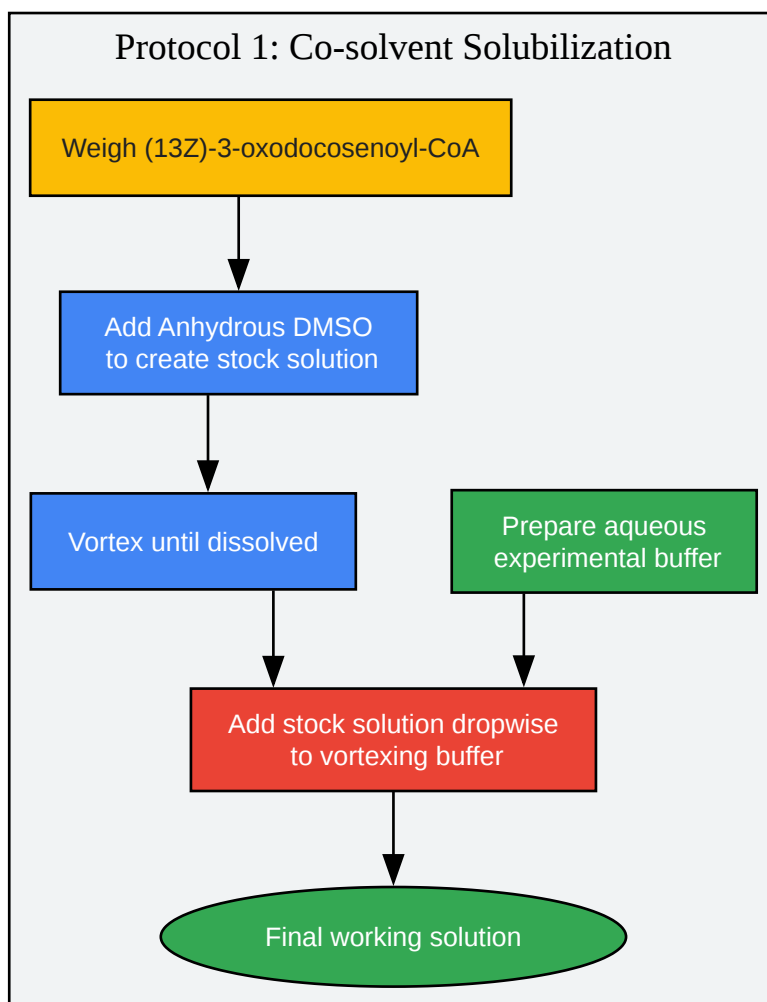 Protocol 1: Co-solvent Solubilization
Weigh (13Z)-3-oxodocosenoyl-CoA
Add Anhydrous DMSO
to create stock solution
Vortex until dissolved
Prepare aqueous
experimental buffer
Add stock solution dropwise
to vortexing buffer
Final working solution